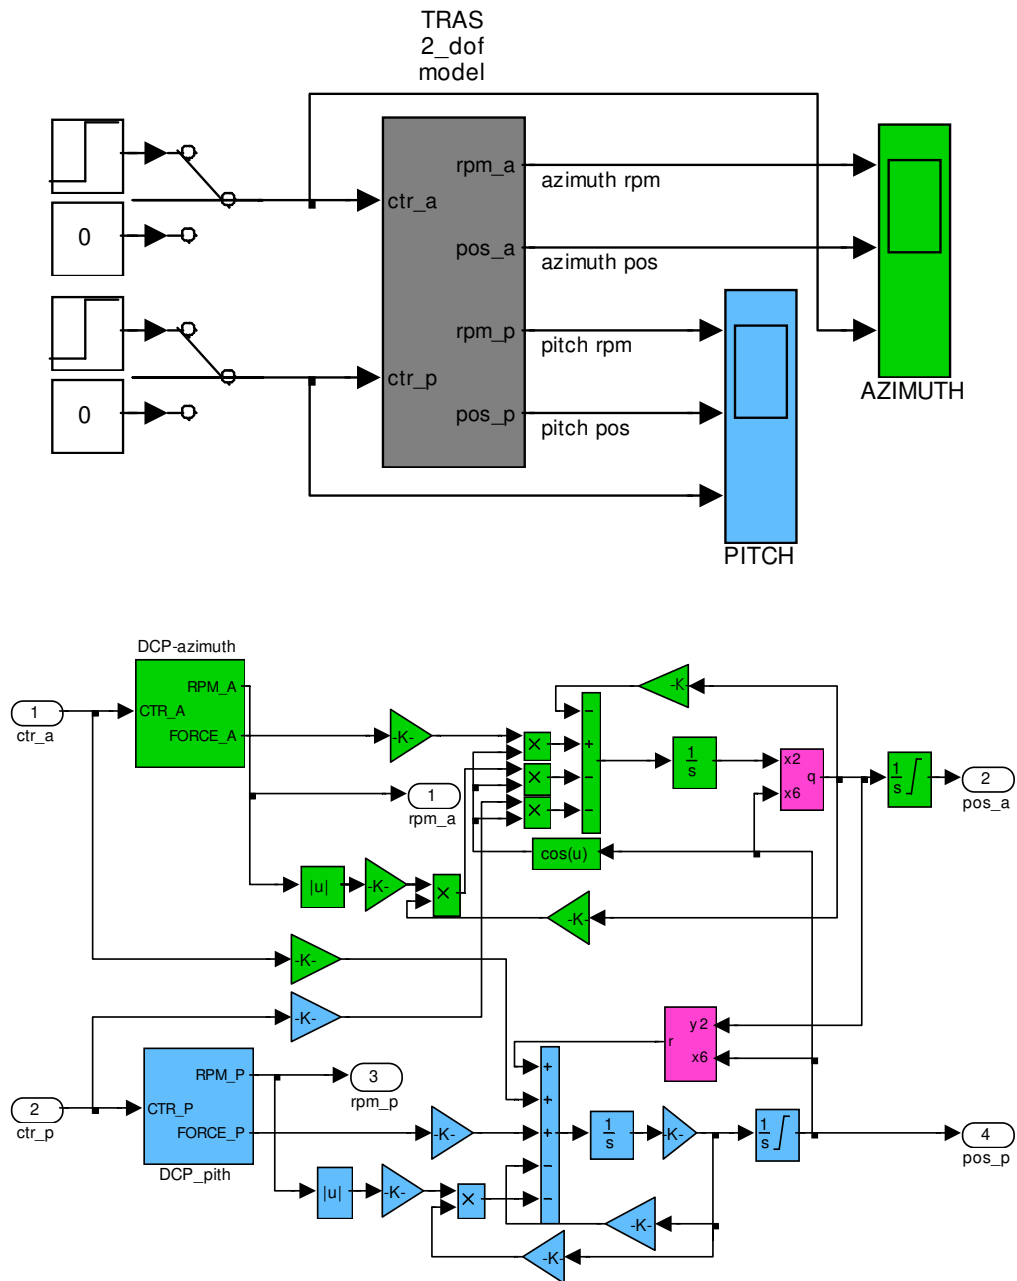 TRAS
2_dof
model
rpm_a
azimuth rpm
ctr_a
0
pos_a
azimuth pos
rpm_p
pitch rpm
ctr_p
0
pos_p
pitch pos
AZIMUTH
PITCH
DCP-azimuth
RPM_A
CTR_A
FORCE_A
1
ctr_a
-K-
-K
×
×
×
−
+
−
−
1
s
x2
q
x6
1
s
2
pos_a
1
rpm_a
cos(u)
|u|
-K-
×
-K-
-K-
-K-
y2
r
x6
RPM_P
CTR_P
FORCE_P
DCP_pith
2
ctr_p
3
rpm_p
-K-
+
+
+
−
−
1
s
-K-
1
s
4
pos_p
|u|
-K-
×
-K-
-K-